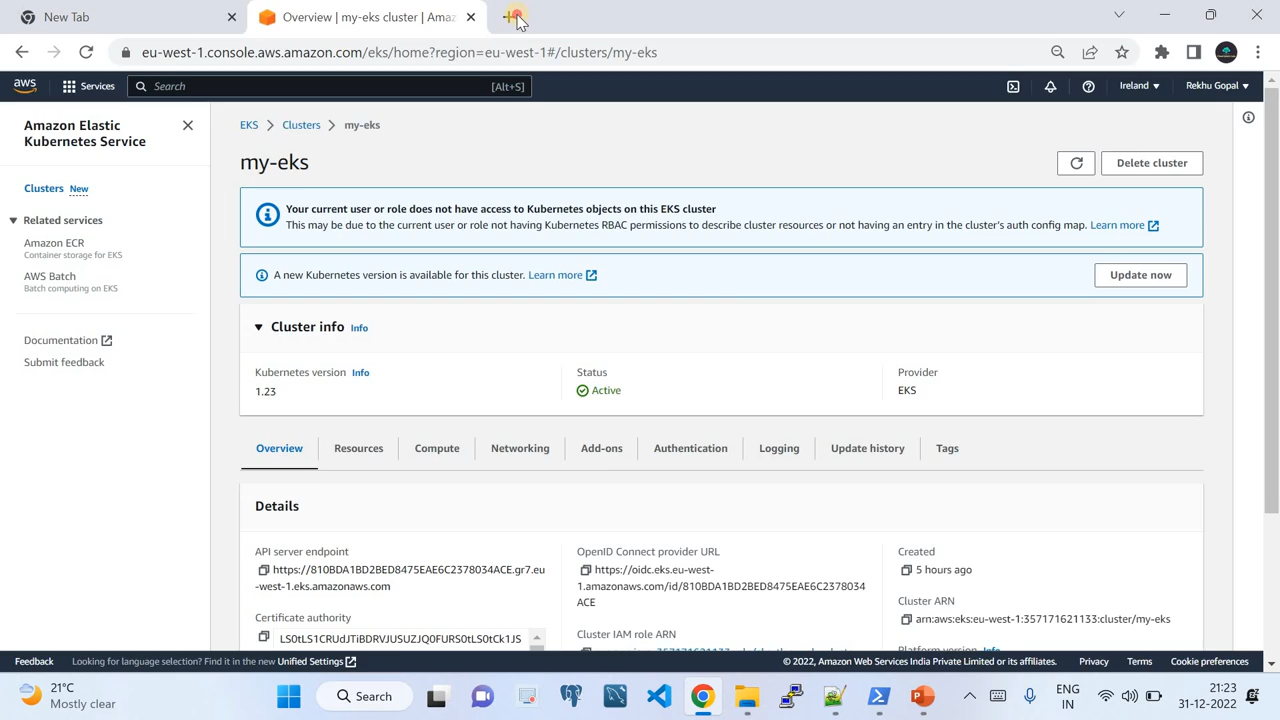 New Tab
Overview | my-eks cluster | Amaz
eu-west-1.console.aws.amazon.com/eks/home?region=eu-west-1#/clusters/my-eks
aws Services Search [Alt+S] Ireland Rekhu Gopal
Amazon Elastic
Kubernetes Service
Clusters New
Related services
Amazon ECR
Container storage for EKS
AWS Batch
Batch computing on EKS
Documentation
Submit feedback
EKS Clusters my-eks
my-eks
Delete cluster
Your current user or role does not have access to Kubernetes objects on this EKS cluster
This may be due to the current user or role not having Kubernetes RBAC permissions to describe cluster resources or not having an entry in the cluster's auth config map. Learn more
A new Kubernetes version is available for this cluster. Learn more
Update now
Cluster info Info
Kubernetes version Info
1.23
Status
Active
Provider
EKS
Overview Resources Compute Networking Add-ons Authentication Logging Update history Tags
Details
API server endpoint
https://810BDA1BD2BED8475EAE6C2378034ACE.gr7.eu
-west-1.eks.amazonaws.com
Certificate authority
LS0tLS1CRUdJTiBDRVJUSUZJQ0FURS0tLS0tCk1JS
OpenID Connect provider URL
https://oidc.eks.eu-west-
1.amazonaws.com/id/810BDA1BD2BED8475EAE6C2378034
ACE
Cluster IAM role ARN
Created
5 hours ago
Cluster ARN
arn:aws:eks:eu-west-1:357171621133:cluster/my-eks
Platform version Info
Feedback Looking for language selection? Find it in the new Unified Settings © 2022, Amazon Web Services India Private Limited or its affiliates. Privacy Terms Cookie preferences
21°C
Mostly clear
Search
ENG
IN
21:23
31-12-2022